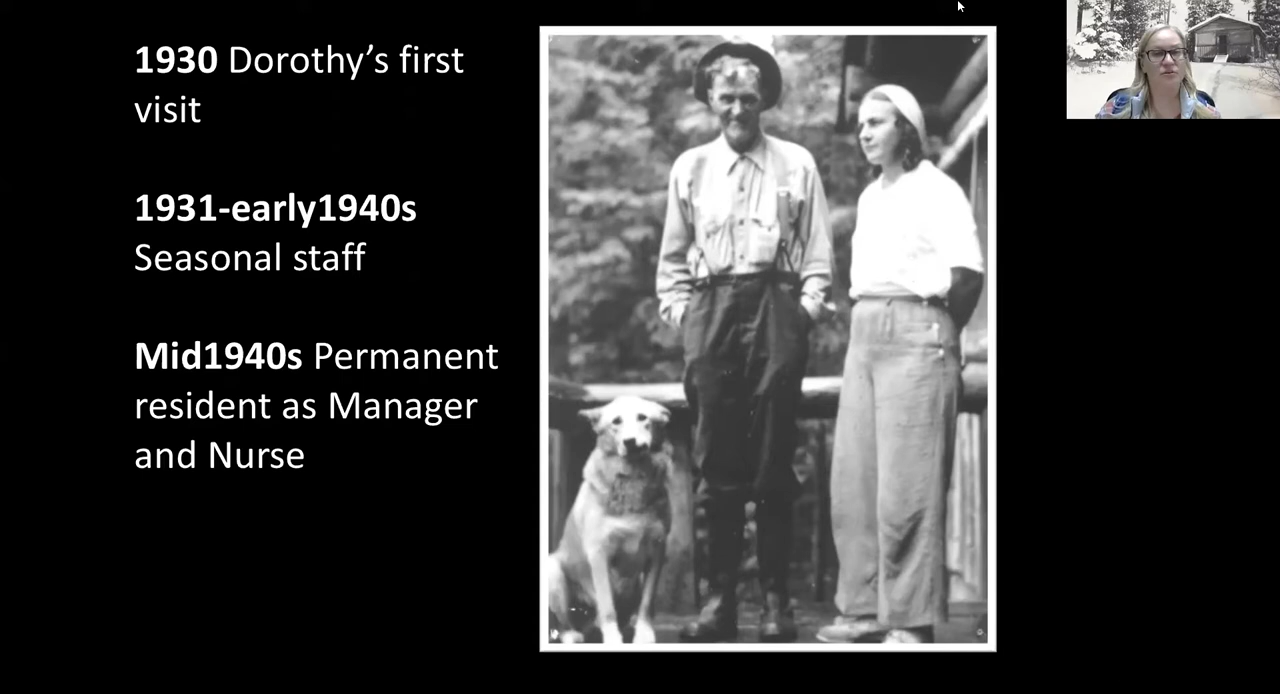 1930 Dorothy’s first
visit
1931-early1940s
Seasonal staff
Mid1940s Permanent
resident as Manager
and Nurse